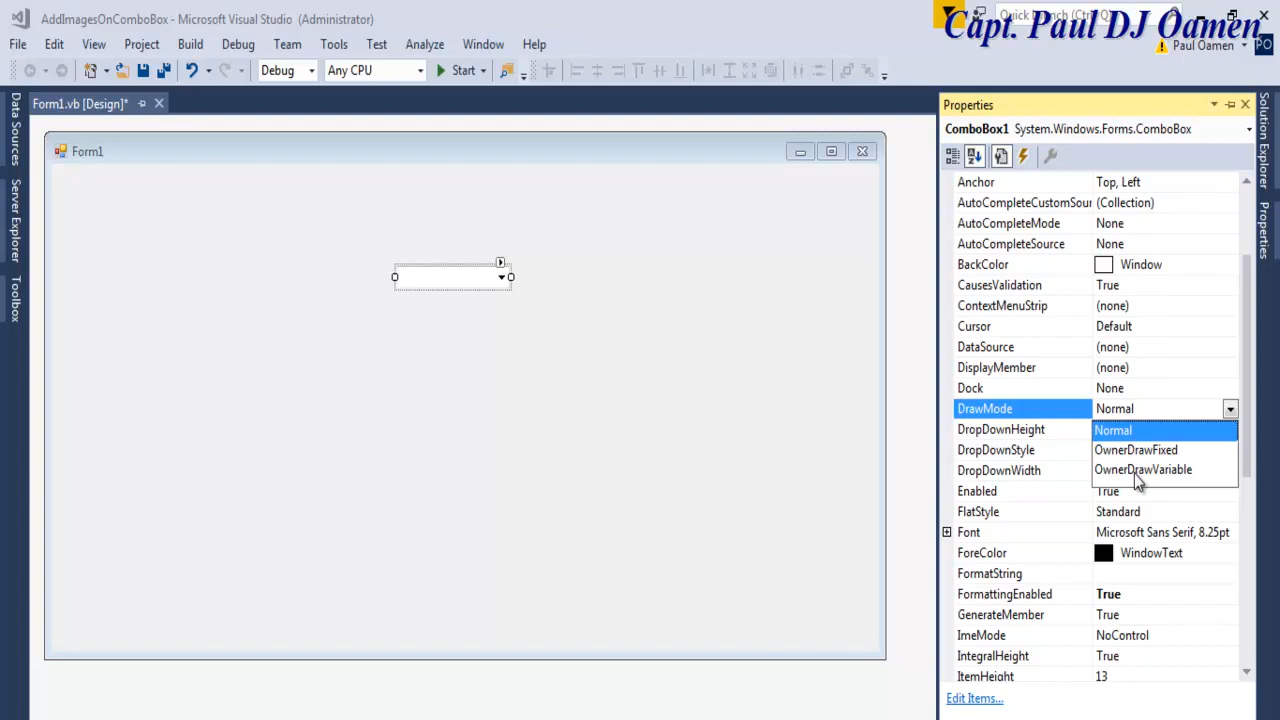 AddImagesOnComboBox - Microsoft Visual Studio (Administrator)
Quick Launch (Ctrl+Q)
Capt. Paul DJ Oamen
File Edit View Project Build Debug Team Tools Test Analyze Window Help
Paul Oamen PO
Debug Any CPU Start
Data Sources
Server Explorer
Toolbox
Form1.vb [Design]*
Form1
Properties
ComboBox1 System.Windows.Forms.ComboBox
Anchor Top, Left
AutoCompleteCustomSour (Collection)
AutoCompleteMode None
AutoCompleteSource None
BackColor Window
CausesValidation True
ContextMenuStrip (none)
Cursor Default
DataSource (none)
DisplayMember (none)
Dock None
DrawMode Normal
DropDownHeight Normal
DropDownStyle OwnerDrawFixed
DropDownWidth OwnerDrawVariable
Enabled True
FlatStyle Standard
Font Microsoft Sans Serif, 8.25pt
ForeColor WindowText
FormatString
FormattingEnabled True
GenerateMember True
ImeMode NoControl
IntegralHeight True
ItemHeight 13
Edit Items...
Solution Explorer
Properties